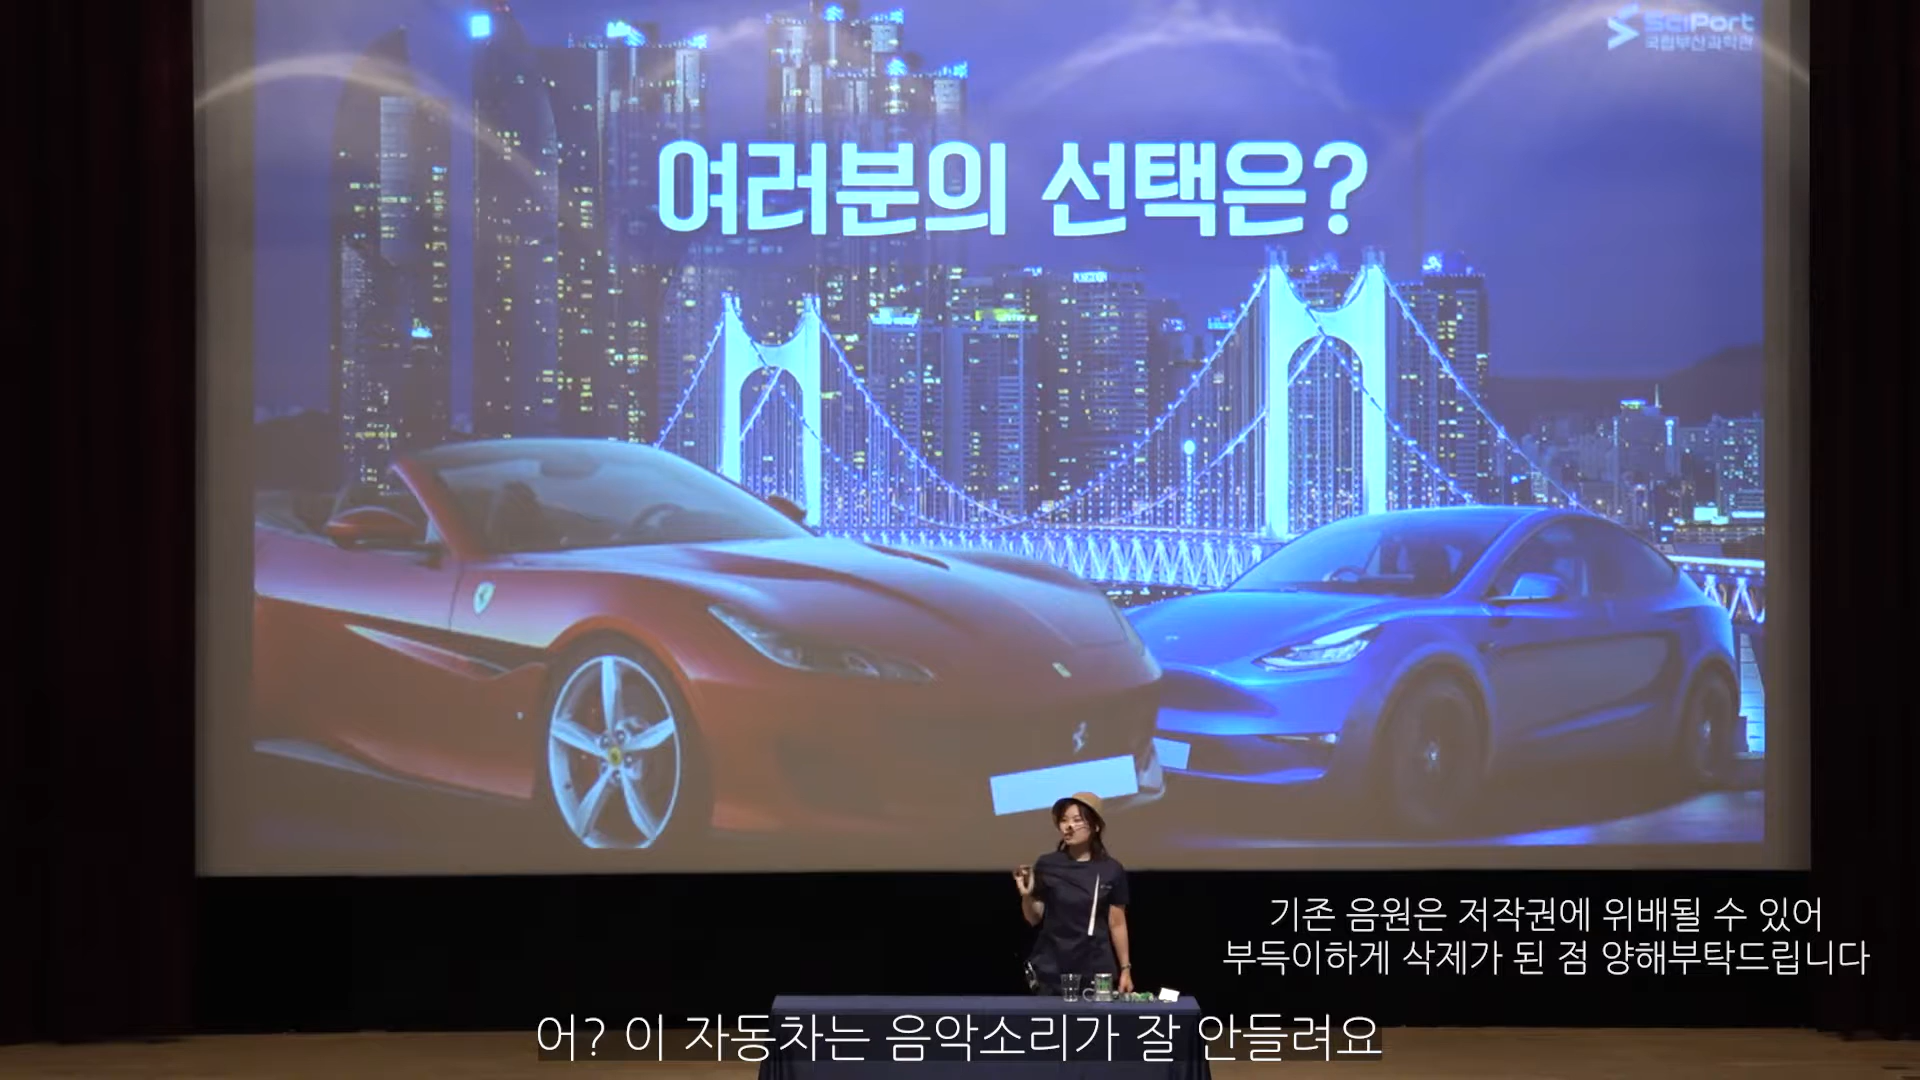 SciPort
국립부산과학관
여러분의 선택은?
기존 음원은 저작권에 위배될 수 있어
부득이하게 삭제가 된 점 양해부탁드립니다
어? 이 자동차는 음악소리가 잘 안들려요